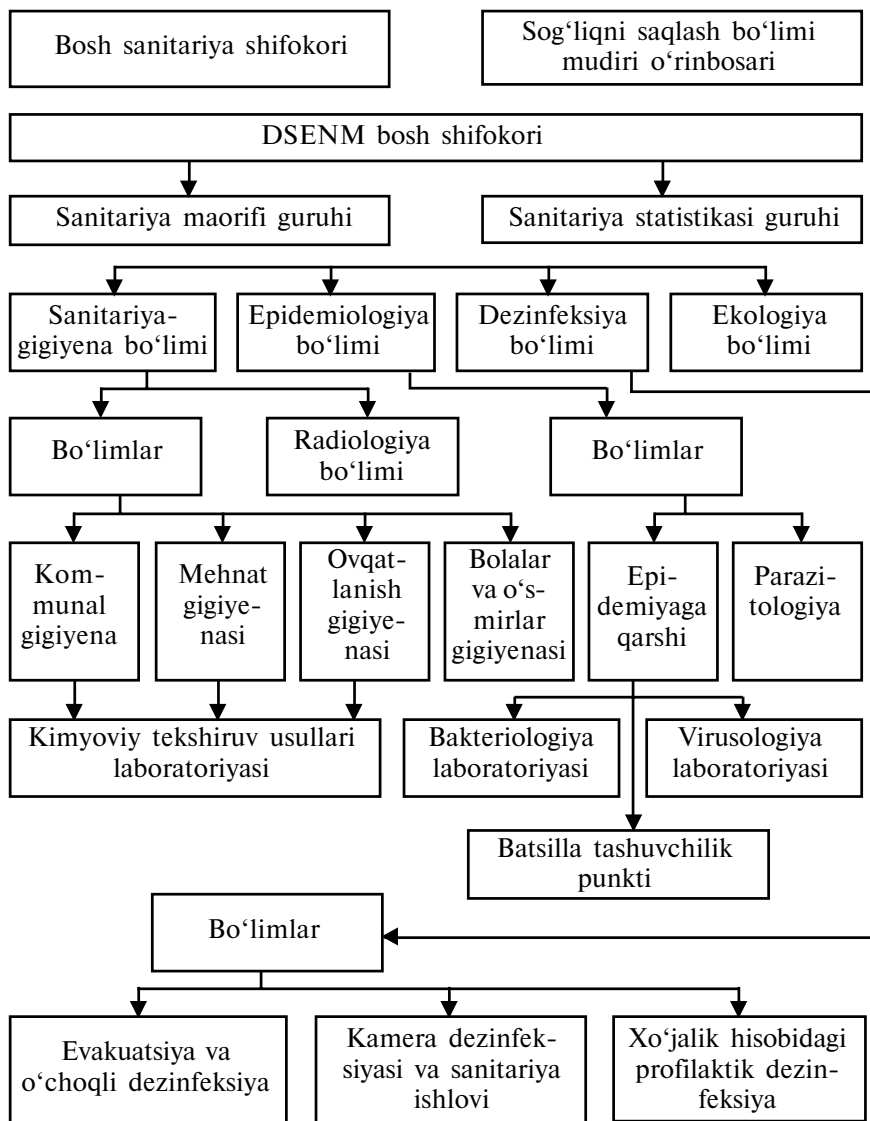 Bosh sanitariya shifokori
Sog‘liqni saqlash bo‘limi
mudiri o‘rinbosari
DSENM bosh shifokori
Sanitariya maorifi guruhi
Sanitariya statistikasi guruhi
Sanitariya-
gigiyena bo‘limi
Epidemiologiya
bo‘limi
Dezinfeksiya
bo‘limi
Ekologiya
bo‘limi
Bo‘limlar
Radiologiya
bo‘limi
Bo‘limlar
Kom-
munal
gigiyena
Mehnat
gigiye-
nasi
Ovqat-
lanish
gigiye-
nasi
Bolalar
va o‘s-
mirlar
gigiyenasi
Epi-
demiyaga
qarshi
Parazi-
tologiya
Kimyoviy tekshiruv usullari
laboratoriyasi
Bakteriologiya
laboratoriyasi
Virusologiya
laboratoriyasi
Batsilla tashuvchilik
punkti
Bo‘limlar
Evakuatsiya va
o‘choqli dezinfeksiya
Kamera dezinfek-
siyasi va sanitariya
ishlovi
Xo‘jalik hisobidagi
profilaktik dezin-
feksiya